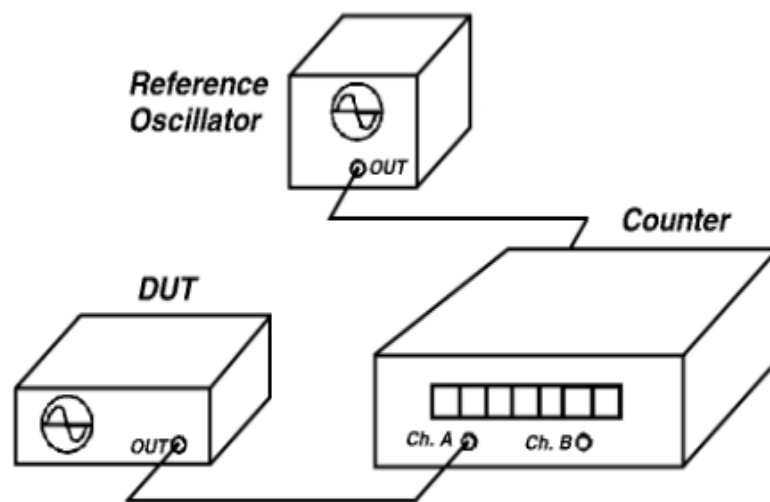 Reference
Oscillator
OUT
Counter
DUT
OUT
Ch. A
Ch. B